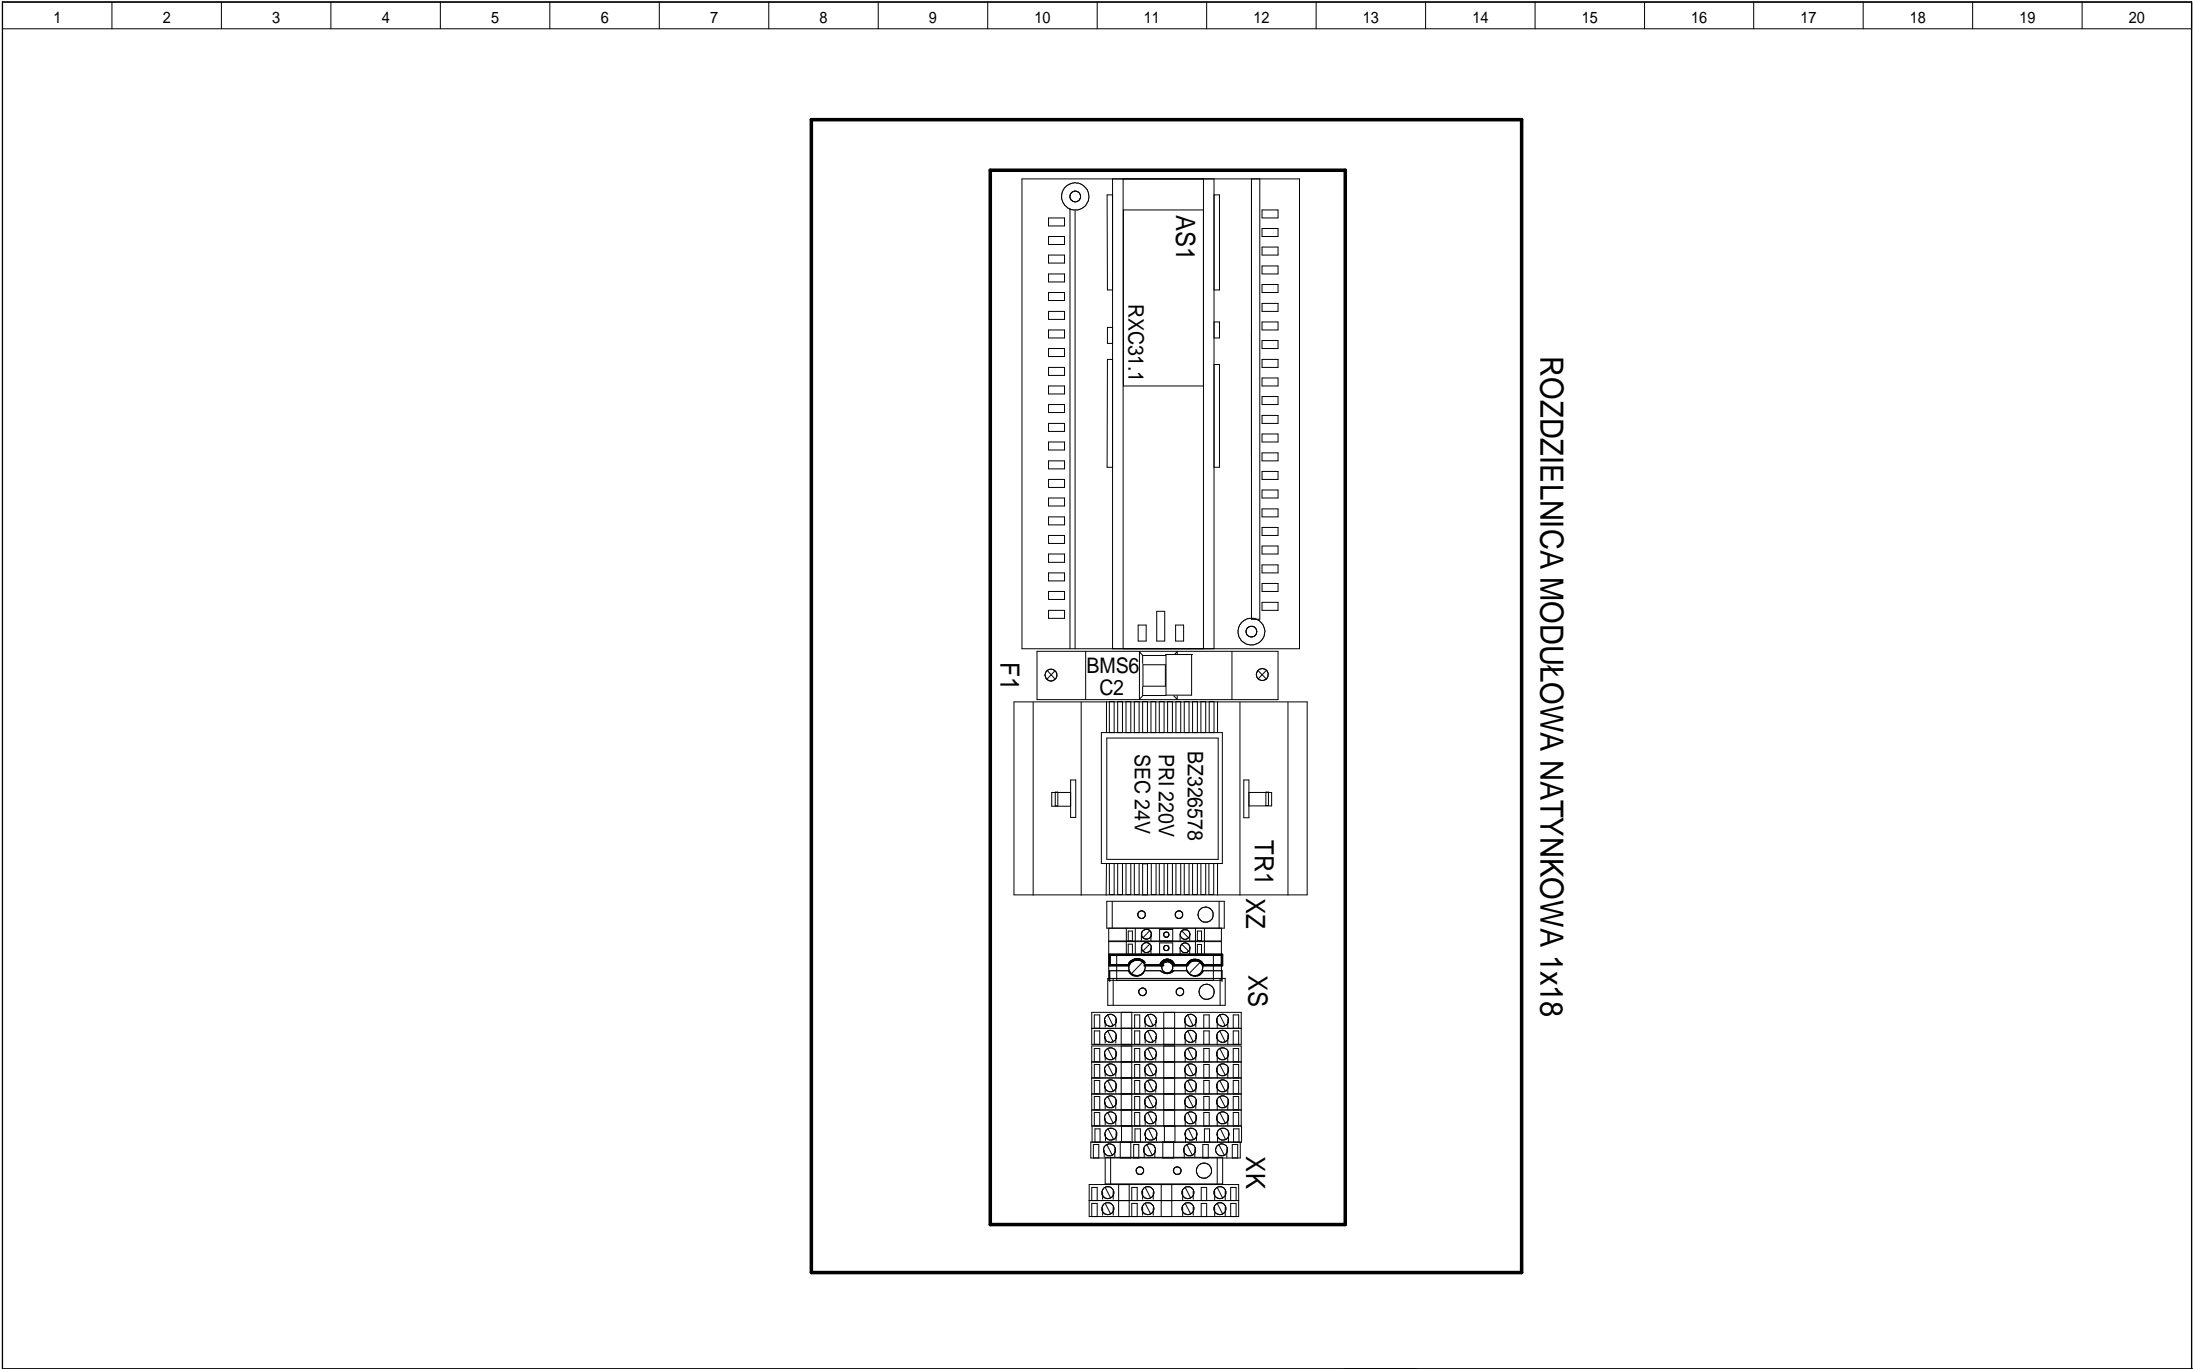 1 2 3 4 5 6 7 8 9 10 11 12 13 14 15 16 17 18 19 20
AS1
RXC31.1
F1
BMS6
C2
BZ326578
PRI 220V
SEC 24V
TR1
XZ
XS
XK
ROZDZIELNICA MODUŁOWA NATYNKOWA 1x18